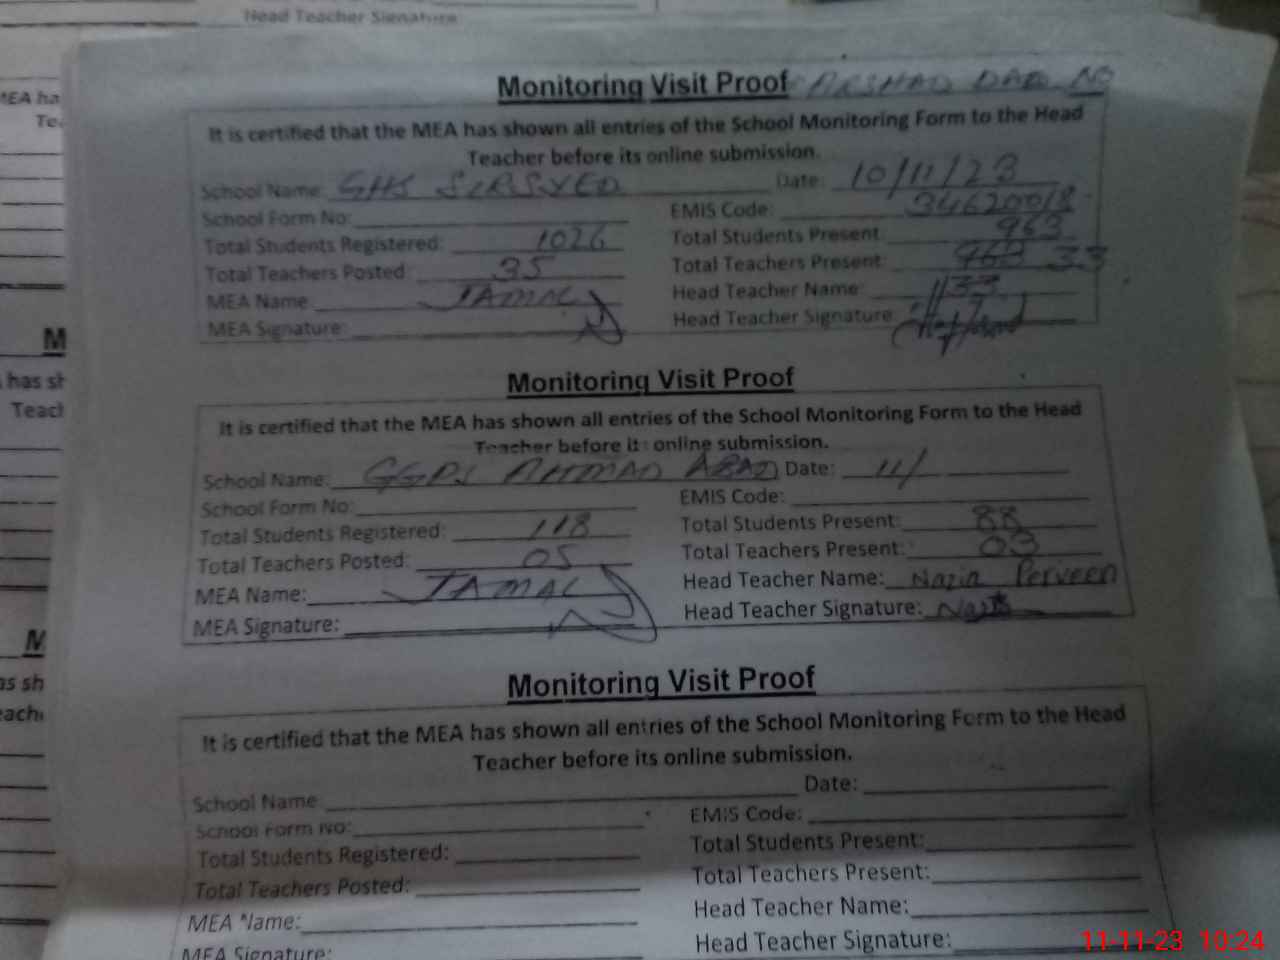 Head Teacher Signature
Monitoring Visit Proof ARSHAD DAD
It is certified that the MEA has shown all entries of the School Monitoring Form to the Head
Teacher before its online submission.
School Name: GHS SIRSYED Date: 10/11/23
School Form No: EMIS Code: 34620018
Total Students Registered: 1026 Total Students Present: 963
Total Teachers Posted: 35 Total Teachers Present: 33
MEA Name JAMAL Head Teacher Name:
MEA Signature: Head Teacher Signature:
Monitoring Visit Proof
It is certified that the MEA has shown all entries of the School Monitoring Form to the Head
Teacher before its online submission.
School Name: GGPS AHMAD ABAD Date: 11/
School Form No: EMIS Code:
Total Students Registered: 118 Total Students Present: 88
Total Teachers Posted: 05 Total Teachers Present: 03
MEA Name: JAMAL Head Teacher Name: Nazia Perveen
MEA Signature: Head Teacher Signature:
Monitoring Visit Proof
It is certified that the MEA has shown all entries of the School Monitoring Form to the Head
Teacher before its online submission.
School Name Date:
School Form No: EMIS Code:
Total Students Registered: Total Students Present:
Total Teachers Posted: Total Teachers Present:
MEA Name: Head Teacher Name:
MEA Signature: Head Teacher Signature:
11-11-23 10:24